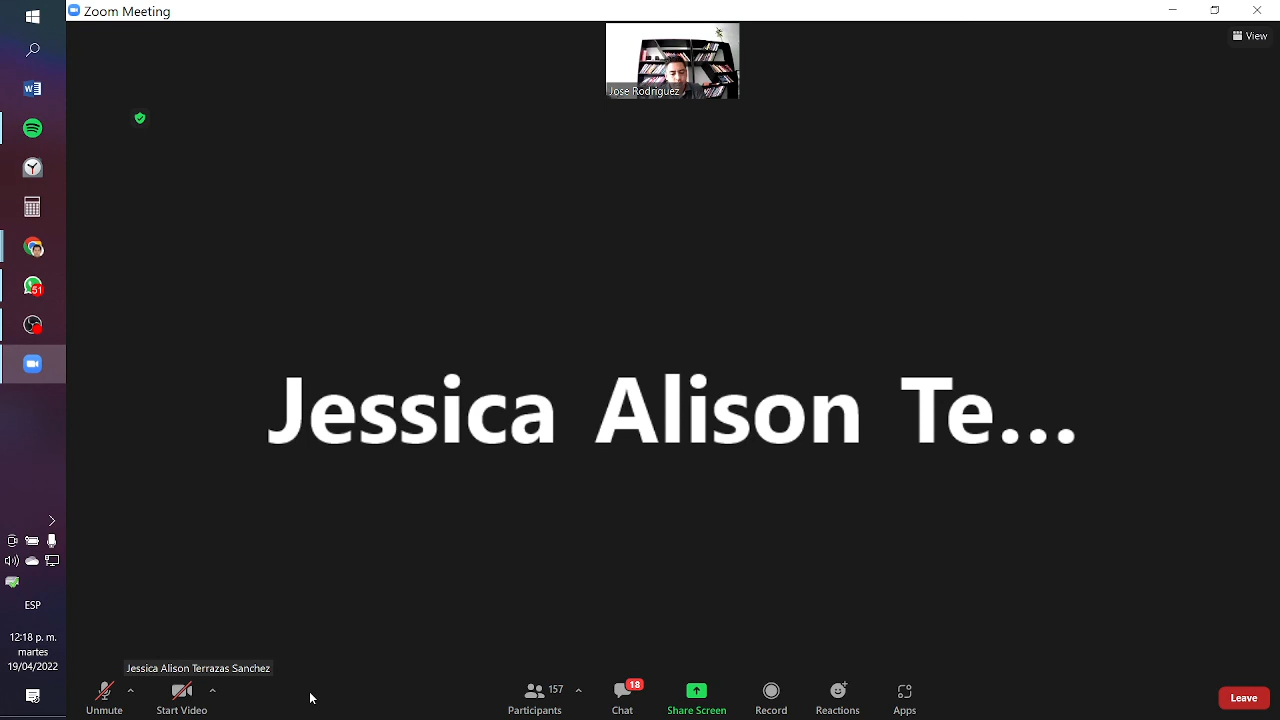 Zoom Meeting
View
Jose Rodriguez
51
Jessica Alison Te...
ESP
12:18 p. m.
martes
19/04/2022
Jessica Alison Terrazas Sanchez
157
18
Unmute
Start Video
Participants
Chat
Share Screen
Record
Reactions
Apps
Leave